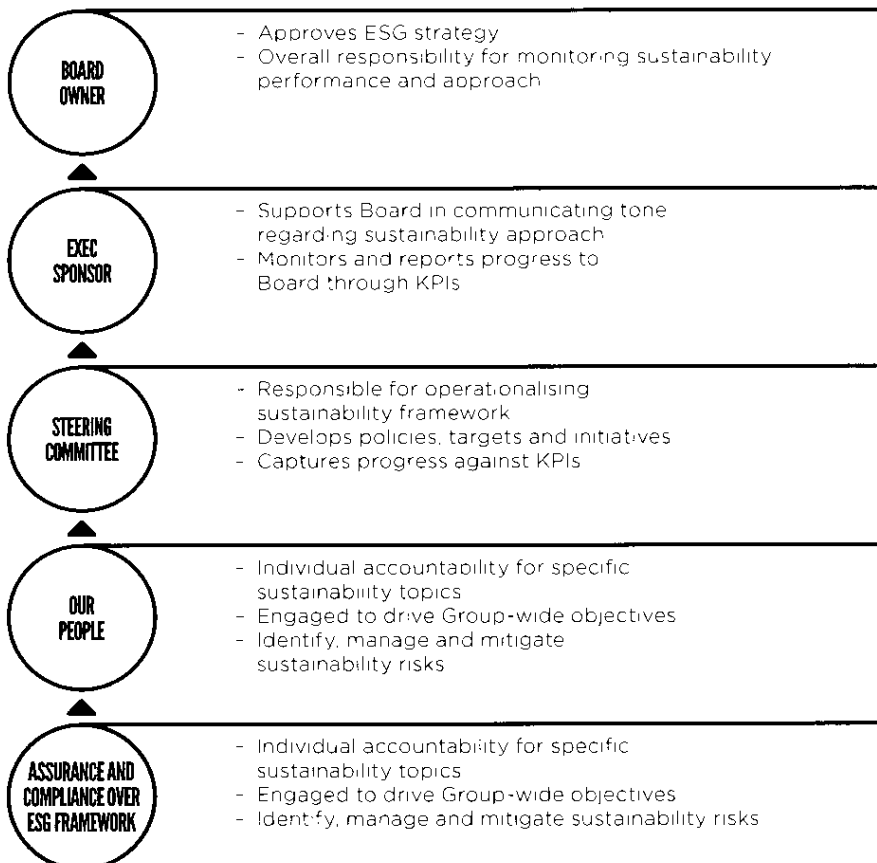 BOARD
OWNER
- Approves ESG strategy
- Overall responsibility for monitoring sustainability
performance and approach
EXEC
SPONSOR
- Supports Board in communicating tone
regarding sustainability approach
- Monitors and reports progress to
Board through KPIs
STEERING
COMMITTEE
- Responsible for operationalising
sustainability framework
- Develops policies, targets and initiatives
- Captures progress against KPIs
OUR
PEOPLE
- Individual accountability for specific
sustainability topics
- Engaged to drive Group-wide objectives
- Identify, manage and mitigate
sustainability risks
ASSURANCE AND
COMPLIANCE OVER
ESG FRAMEWORK
- Individual accountability for specific
sustainability topics
- Engaged to drive Group-wide objectives
- Identify, manage and mitigate sustainability risks